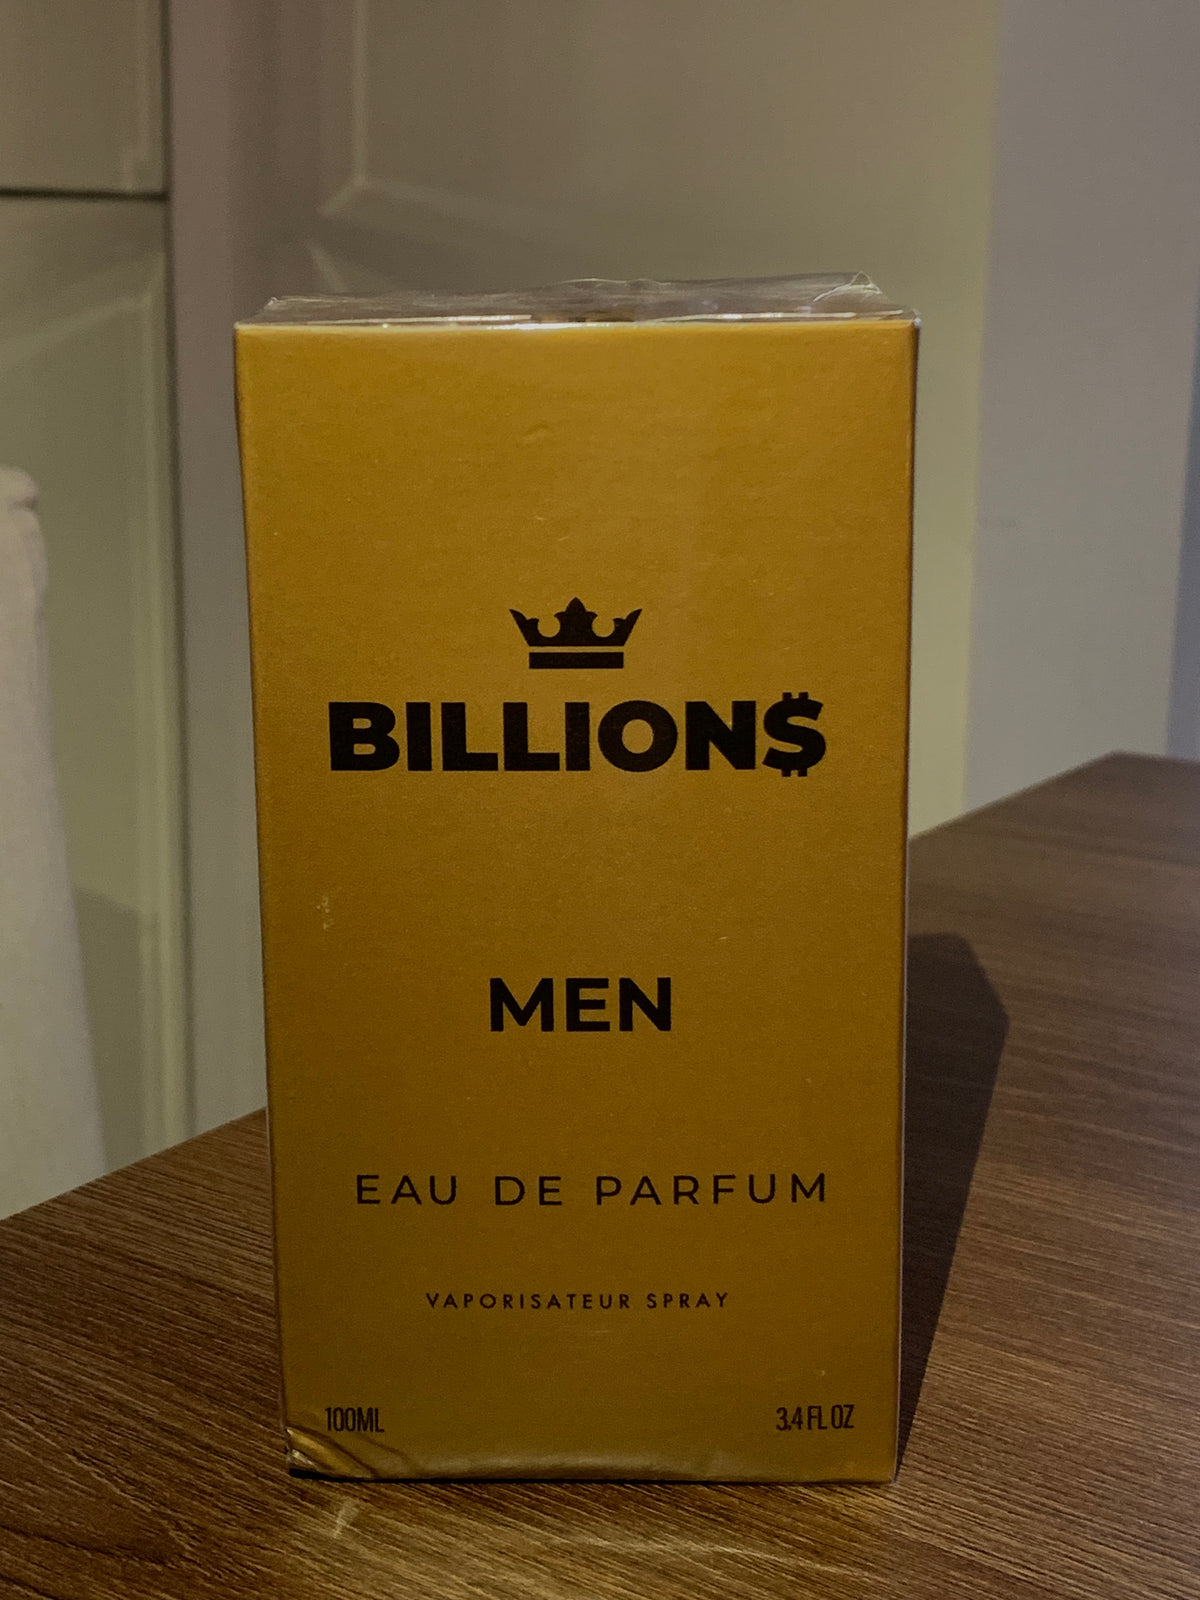 BILLION$
MEN
EAU DE PARFUM
VAPORISATEUR SPRAY
100ML
3.4 FL OZ